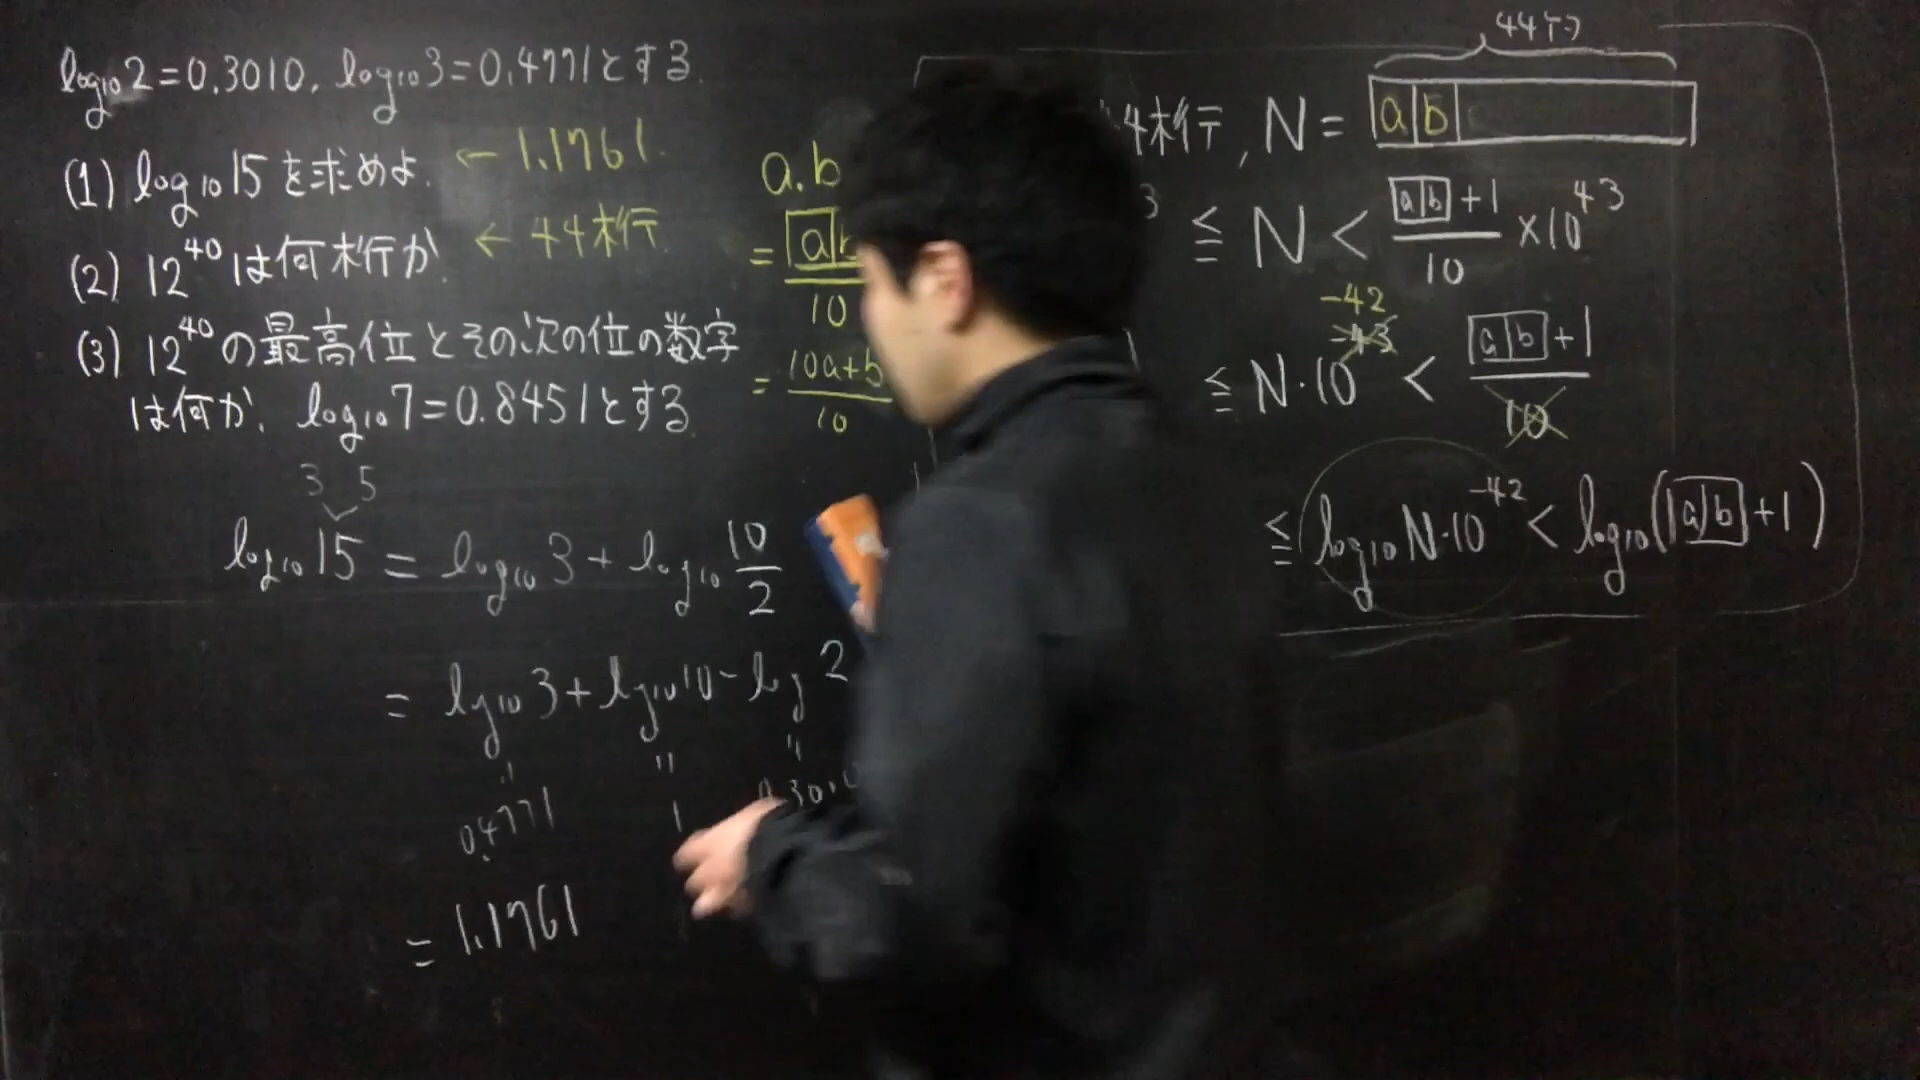 log₁₀2=0.3010, log₁₀3=0.4771とする.
(1) log₁₀15を求めよ. ← 1.1761.
(2) 12⁴⁰は何桁か. ← 44桁
(3) 12⁴⁰の最高位とその次の位の数字
は何か. log₁₀7=0.8451とする.
3 5
log₁₀15 = log₁₀3 + log₁₀ 10/2
= log₁₀3 + log₁₀10 - log 2
0.4771 1
= 1.1761
a.b
= a
10
= 10a+b
10
44桁
4桁, N = a b
3 ≦ N < (ab+1)/10 ×10⁴³
-42
≦ N・10⁻⁴³ < (ab+1)/10
≦ log₁₀N・10⁻⁴² < log₁₀(ab+1)